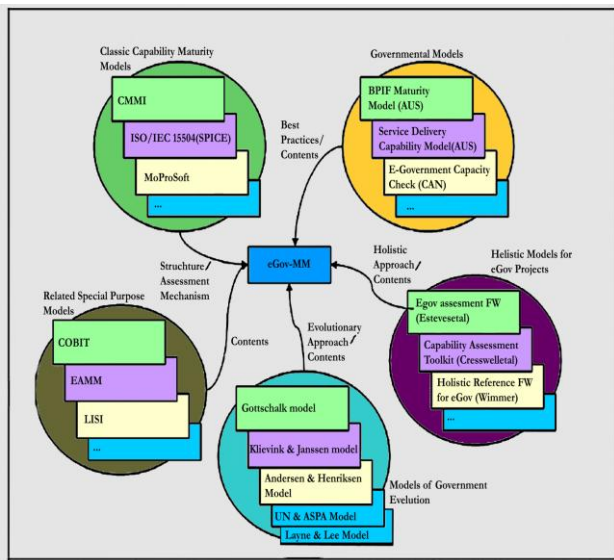 Classic Capability Maturity
Models
CMMI
ISO/IEC 15504(SPICE)
MoProSoft
...
Governmental Models
BPIF Maturity
Model (AUS)
Service Delivery
Capability Model(AUS)
E-Government Capacity
Check (CAN)
...
Best
Practices/
Contents
eGov-MM
Struchture/
Assessment
Mechanism
Holistic
Approach/
Contents
Helistic Models for
eGov Projects
Egov assesment FW
(Estevesetal)
Capability Assessment
Toolkit (Cresswelletal)
Holistic Reference FW
for eGov (Wimmer)
...
Related Special Purpose
Models
COBIT
EAMM
LISI
...
Contents
Evolutionary
Approach/
Contents
Gottschalk model
Klievink & Janssen model
Andersen & Henriksen
Model
UN & ASPA Model
Layne & Lee Model
Models of Government
Evelution